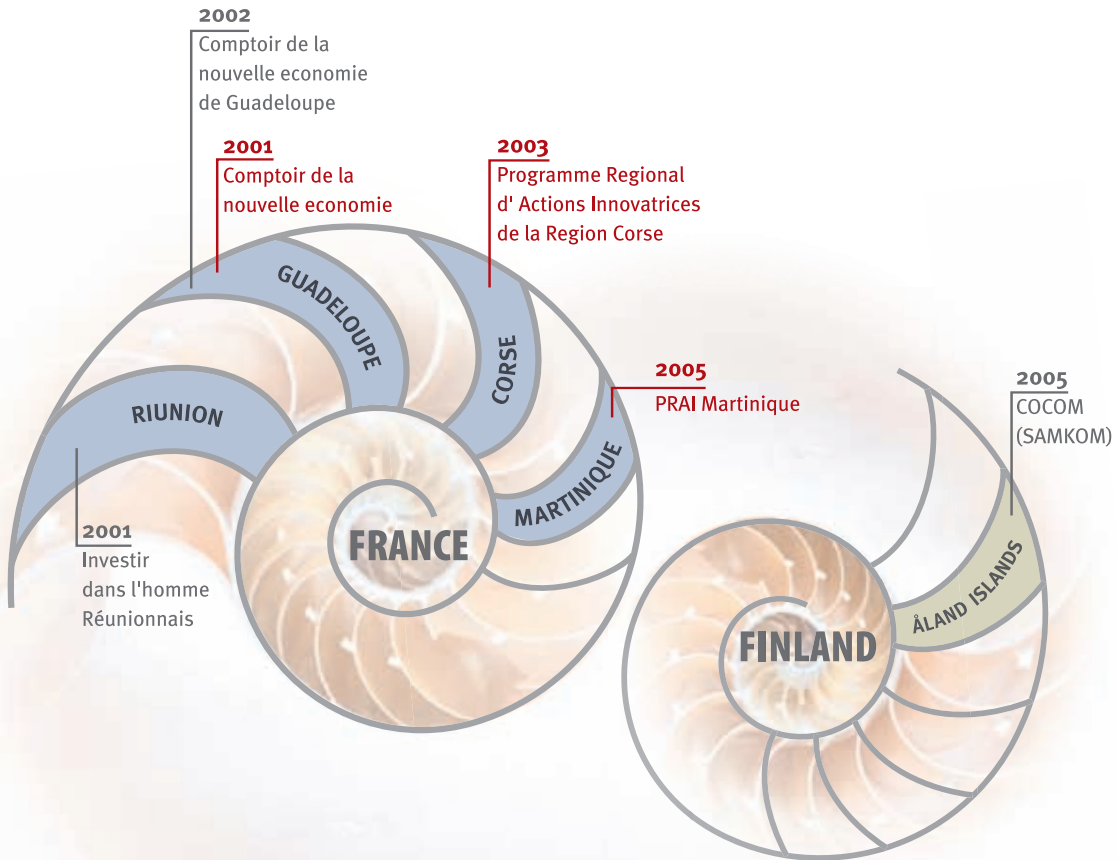 2002
Comptoir de la
nouvelle economie
de Guadeloupe
2001
Comptoir de la
nouvelle economie
2003
Programme Regional
d' Actions Innovatrices
de la Region Corse
GUADELOUPE
CORSE
RIUNION
2005
PRAI Martinique
MARTINIQUE
2001
Investir
dans l'homme
Réunionnais
FRANCE
2005
COCOM
(SAMKOM)
ÅLAND ISLANDS
FINLAND